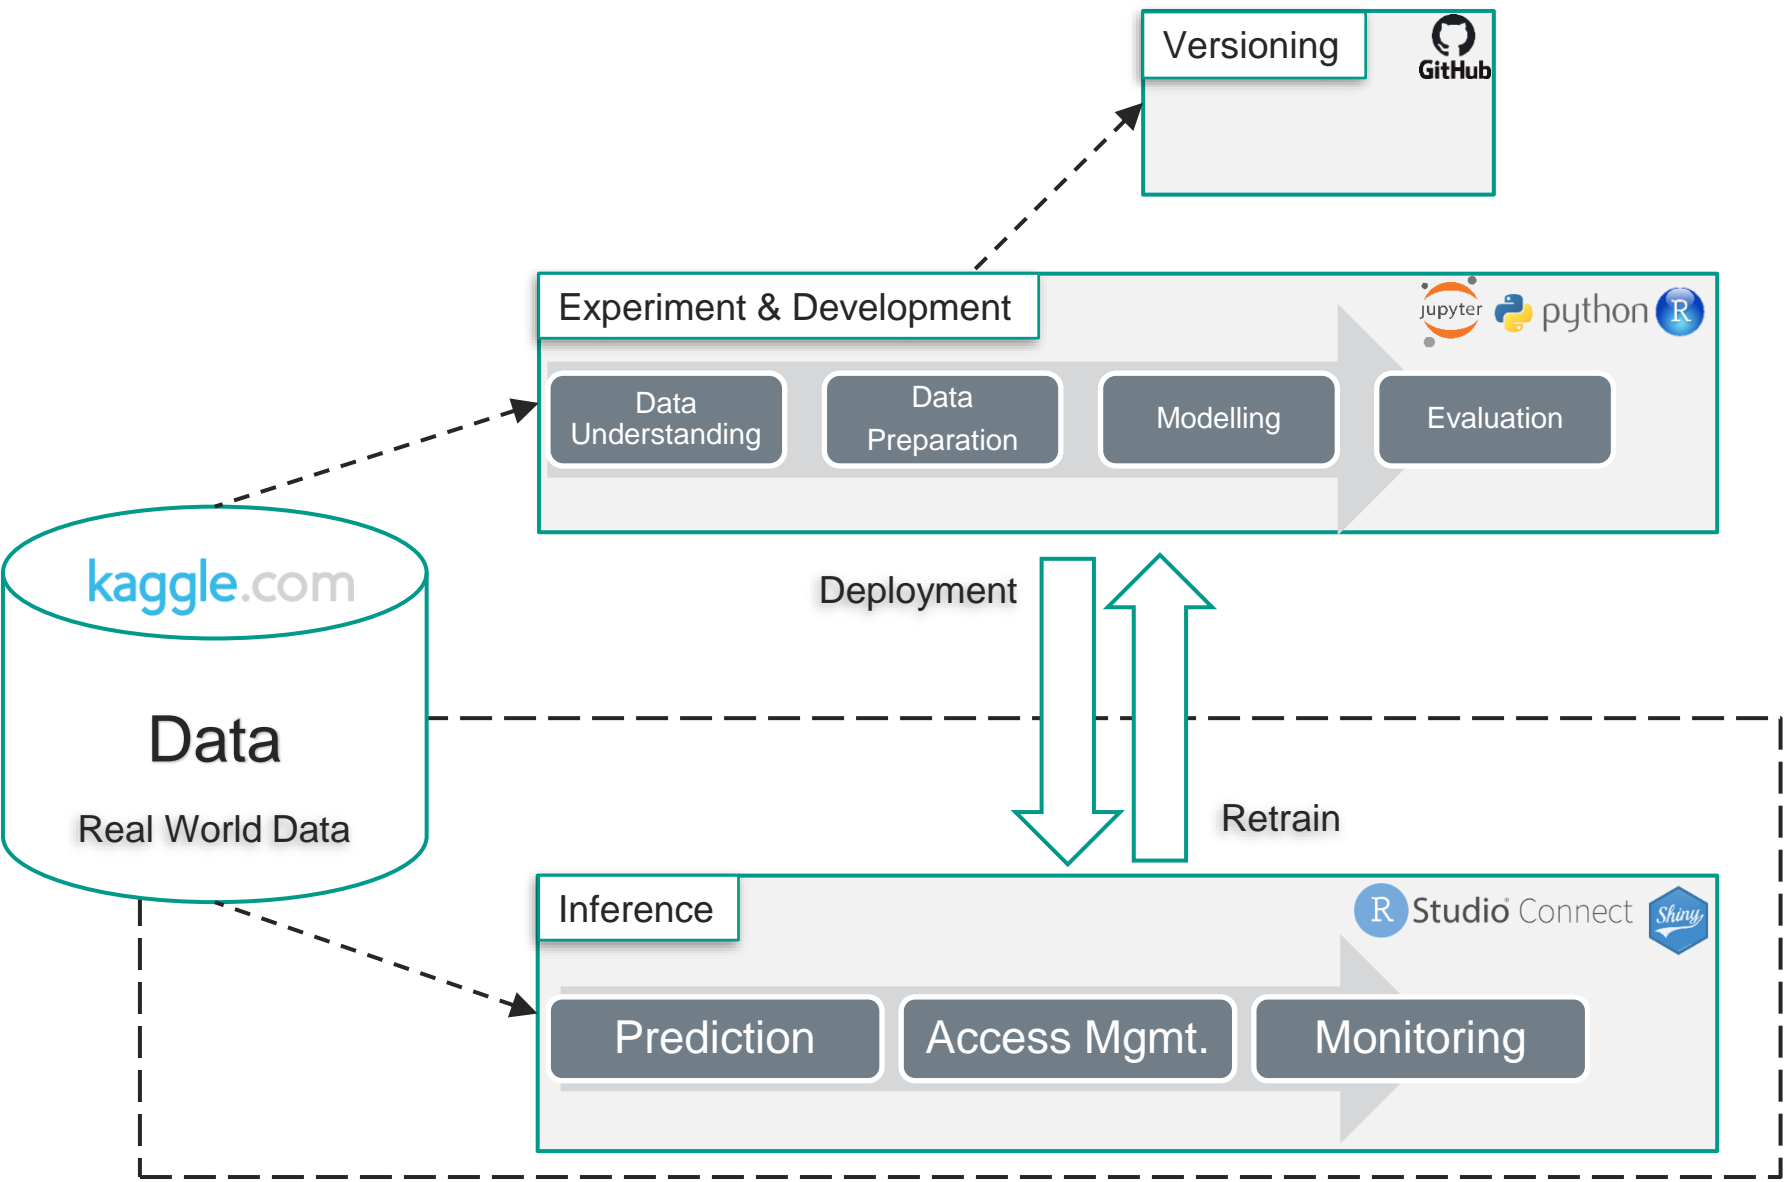 Versioning
GitHub
Experiment & Development
jupyter
python
R
Data
Understanding
Data
Preparation
Modelling
Evaluation
kaggle.com
Data
Real World Data
Deployment
Retrain
Inference
R Studio Connect
Shiny
Prediction
Access Mgmt.
Monitoring